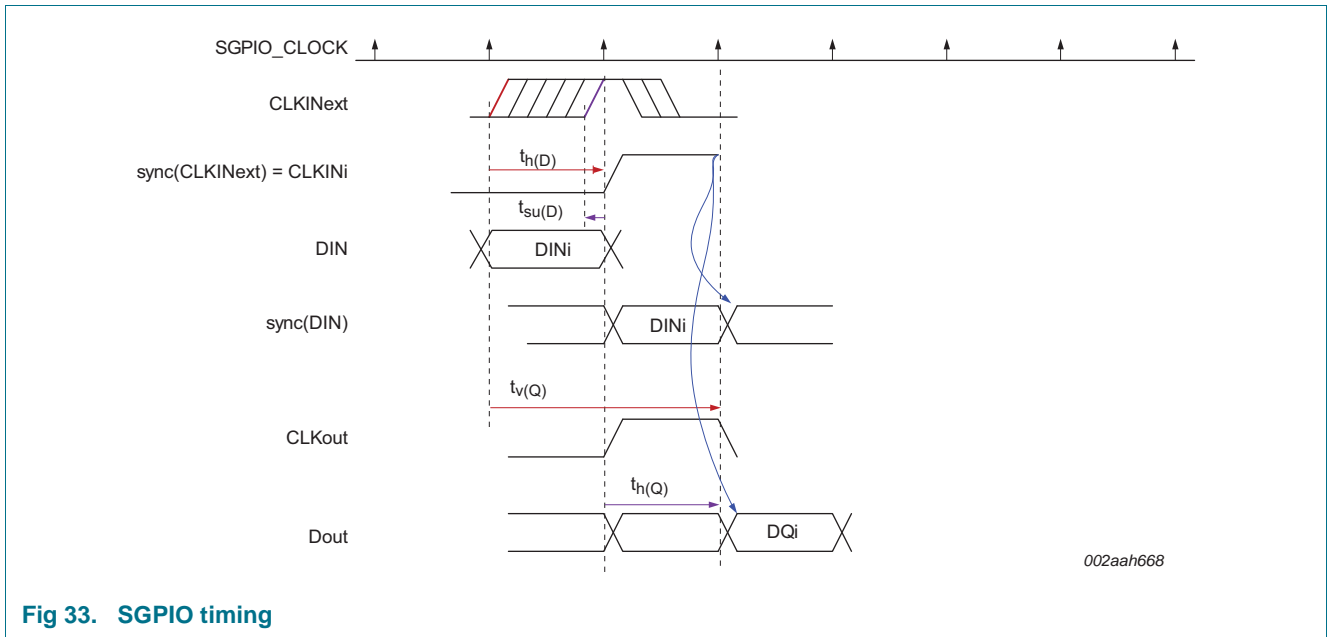 SGPIO_CLOCK
CLKINext
sync(CLKINext) = CLKINi
th(D)
tsu(D)
DIN
DINi
sync(DIN)
DINi
tv(Q)
CLKout
th(Q)
Dout
DQi
002aah668
Fig 33. SGPIO timing